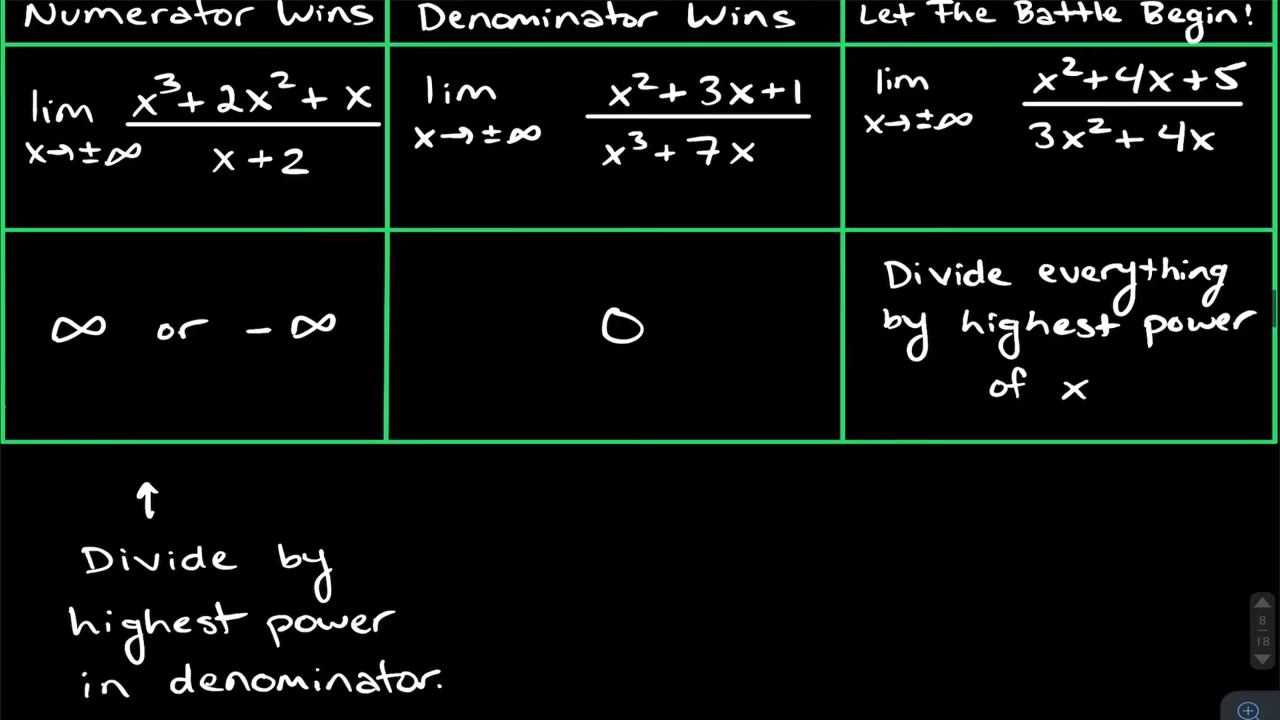 Numerator Wins
Denominator Wins
Let The Battle Begin!
lim x→±∞ (x³+2x²+x)/(x+2)
lim x→±∞ (x²+3x+1)/(x³+7x)
lim x→±∞ (x²+4x+5)/(3x²+4x)
∞ or -∞
0
Divide everything
by highest power
of x
↑
Divide by
highest power
in denominator.
8
18